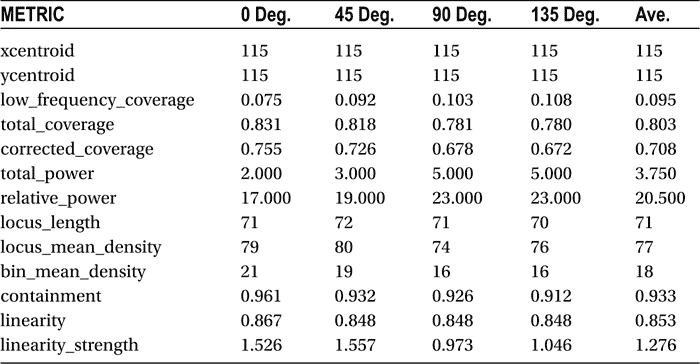 METRIC 0 Deg. 45 Deg. 90 Deg. 135 Deg. Ave.
xcentroid 115 115 115 115 115
ycentroid 115 115 115 115 115
low_frequency_coverage 0.075 0.092 0.103 0.108 0.095
total_coverage 0.831 0.818 0.781 0.780 0.803
corrected_coverage 0.755 0.726 0.678 0.672 0.708
total_power 2.000 3.000 5.000 5.000 3.750
relative_power 17.000 19.000 23.000 23.000 20.500
locus_length 71 72 71 70 71
locus_mean_density 79 80 74 76 77
bin_mean_density 21 19 16 16 18
containment 0.961 0.932 0.926 0.912 0.933
linearity 0.867 0.848 0.848 0.848 0.853
linearity_strength 1.526 1.557 0.973 1.046 1.276